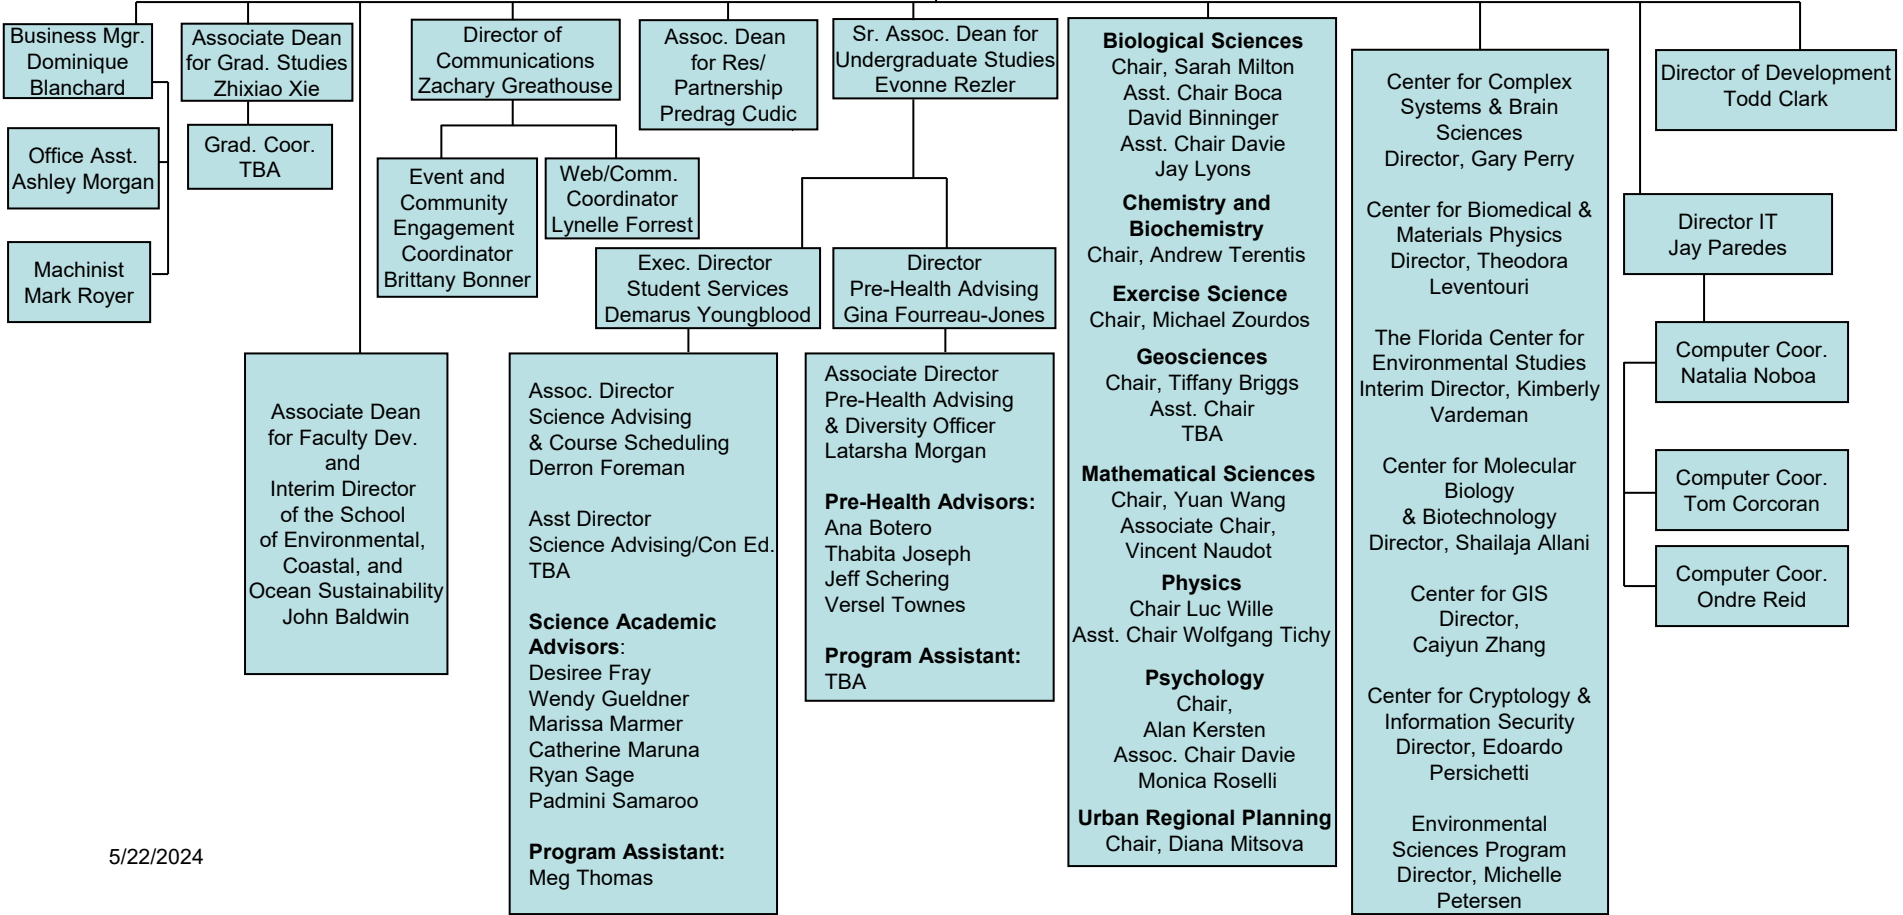 Business Mgr.
Dominique
Blanchard
Office Asst.
Ashley Morgan
Machinist
Mark Royer
Associate Dean
for Grad. Studies
Zhixiao Xie
Grad. Coor.
TBA
Associate Dean
for Faculty Dev.
and
Interim Director
of the School
of Environmental,
Coastal, and
Ocean Sustainability
John Baldwin
Director of
Communications
Zachary Greathouse
Event and
Community
Engagement
Coordinator
Brittany Bonner
Web/Comm.
Coordinator
Lynelle Forrest
Assoc. Dean
for Res/
Partnership
Predrag Cudic
Sr. Assoc. Dean for
Undergraduate Studies
Evonne Rezler
Exec. Director
Student Services
Demarus Youngblood
Assoc. Director
Science Advising
& Course Scheduling
Derron Foreman
Asst Director
Science Advising/Con Ed.
TBA
Science Academic
Advisors:
Desiree Fray
Wendy Gueldner
Marissa Marmer
Catherine Maruna
Ryan Sage
Padmini Samaroo
Program Assistant:
Meg Thomas
Director
Pre-Health Advising
Gina Fourreau-Jones
Associate Director
Pre-Health Advising
& Diversity Officer
Latarsha Morgan
Pre-Health Advisors:
Ana Botero
Thabita Joseph
Jeff Schering
Versel Townes
Program Assistant:
TBA
Biological Sciences
Chair, Sarah Milton
Asst. Chair Boca
David Binninger
Asst. Chair Davie
Jay Lyons
Chemistry and
Biochemistry
Chair, Andrew Terentis
Exercise Science
Chair, Michael Zourdos
Geosciences
Chair, Tiffany Briggs
Asst. Chair
TBA
Mathematical Sciences
Chair, Yuan Wang
Associate Chair,
Vincent Naudot
Physics
Chair Luc Wille
Asst. Chair Wolfgang Tichy
Psychology
Chair,
Alan Kersten
Assoc. Chair Davie
Monica Roselli
Urban Regional Planning
Chair, Diana Mitsova
Center for Complex
Systems & Brain
Sciences
Director, Gary Perry
Center for Biomedical &
Materials Physics
Director, Theodora
Leventouri
The Florida Center for
Environmental Studies
Interim Director, Kimberly
Vardeman
Center for Molecular
Biology
& Biotechnology
Director, Shailaja Allani
Center for GIS
Director,
Caiyun Zhang
Center for Cryptology &
Information Security
Director, Edoardo
Persichetti
Environmental
Sciences Program
Director, Michelle
Petersen
Director IT
Jay Paredes
Computer Coor.
Natalia Noboa
Computer Coor.
Tom Corcoran
Computer Coor.
Ondre Reid
Director of Development
Todd Clark
5/22/2024